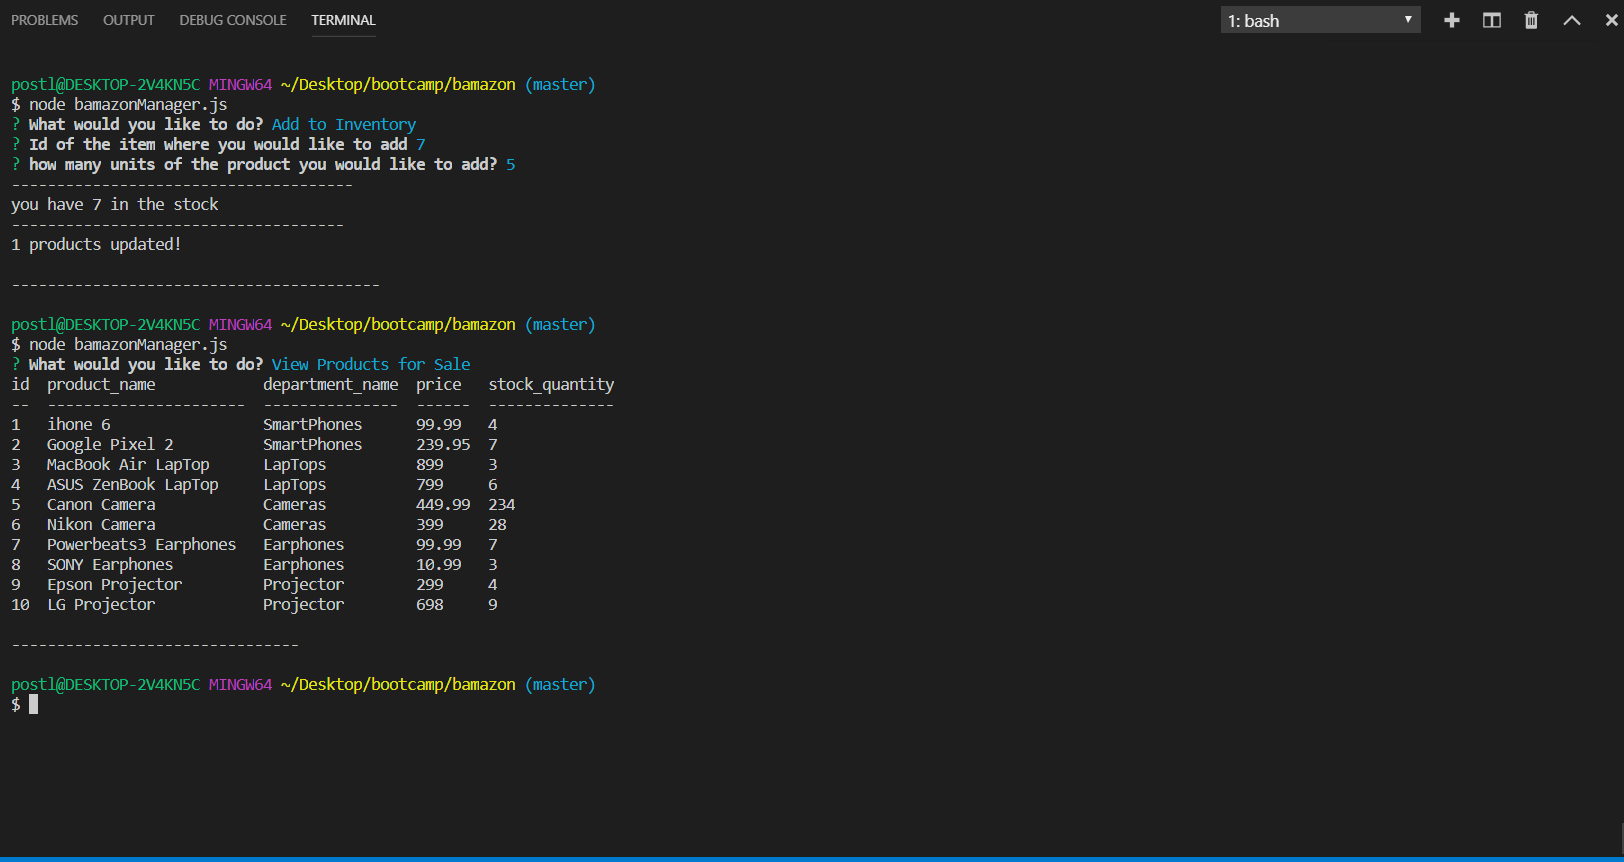 PROBLEMS OUTPUT DEBUG CONSOLE TERMINAL 1: bash
postl@DESKTOP-2V4KN5C MINGW64 ~/Desktop/bootcamp/bamazon (master)
$ node bamazonManager.js
? What would you like to do? Add to Inventory
? Id of the item where you would like to add 7
? how many units of the product you would like to add? 5
--------------------------------------
you have 7 in the stock
-------------------------------------
1 products updated!
-----------------------------------------
postl@DESKTOP-2V4KN5C MINGW64 ~/Desktop/bootcamp/bamazon (master)
$ node bamazonManager.js
? What would you like to do? View Products for Sale
id  product_name            department_name  price   stock_quantity
--  ----------------------  ---------------  ------  --------------
1   ihone 6                 SmartPhones      99.99   4
2   Google Pixel 2          SmartPhones      239.95  7
3   MacBook Air LapTop      LapTops          899     3
4   ASUS ZenBook LapTop     LapTops          799     6
5   Canon Camera            Cameras          449.99  234
6   Nikon Camera            Cameras          399     28
7   Powerbeats3 Earphones   Earphones        99.99   7
8   SONY Earphones          Earphones        10.99   3
9   Epson Projector         Projector        299     4
10  LG Projector            Projector        698     9
--------------------------------
postl@DESKTOP-2V4KN5C MINGW64 ~/Desktop/bootcamp/bamazon (master)
$